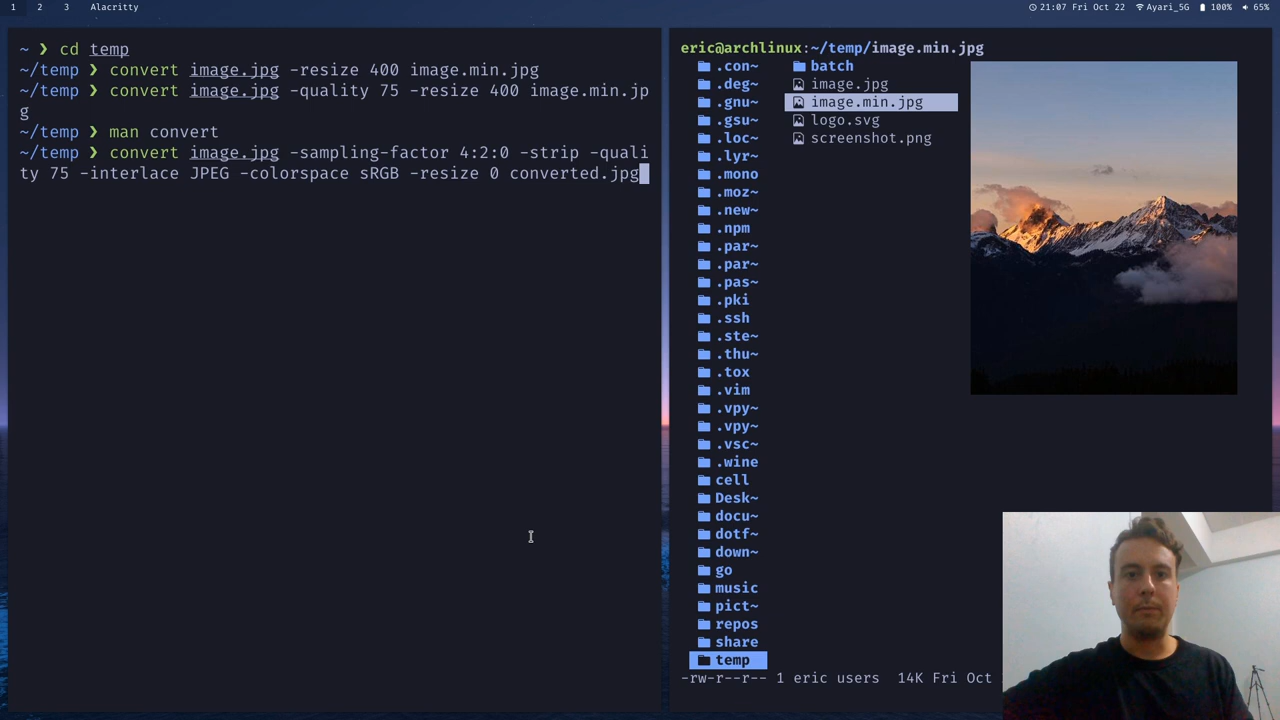 1 2 3 Alacritty 21:07 Fri Oct 22 Ayari_5G 100% 65%
~ ❯ cd temp
~/temp ❯ convert image.jpg -resize 400 image.min.jpg
~/temp ❯ convert image.jpg -quality 75 -resize 400 image.min.jp
g
~/temp ❯ man convert
~/temp ❯ convert image.jpg -sampling-factor 4:2:0 -strip -quali
ty 75 -interlace JPEG -colorspace sRGB -resize 0 converted.jpg
eric@archlinux:~/temp/image.min.jpg
.con~
.deg~
.gnu~
.gsu~
.loc~
.lyr~
.mono
.moz~
.new~
.npm
.par~
.par~
.pas~
.pki
.ssh
.ste~
.thu~
.tox
.vim
.vpy~
.vpy~
.vsc~
.wine
cell
Desk~
docu~
dotf~
down~
go
music
pict~
repos
share
temp
batch
image.jpg
image.min.jpg
logo.svg
screenshot.png
-rw-r--r-- 1 eric users 14K Fri Oct